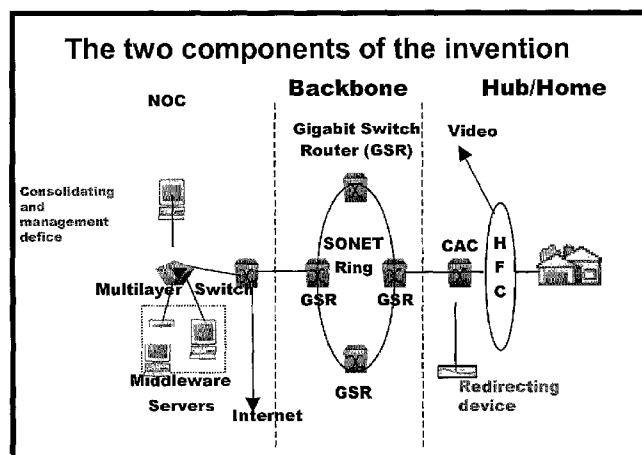 The two components of the invention
NOC
Backbone
Hub/Home
Gigabit Switch
Router (GSR)
Video
Consolidating
and
management
defice
SONET
Ring
CAC
H
F
C
Multilayer Switch
GSR
GSR
Middleware
Servers
Internet
GSR
Redirecting
device